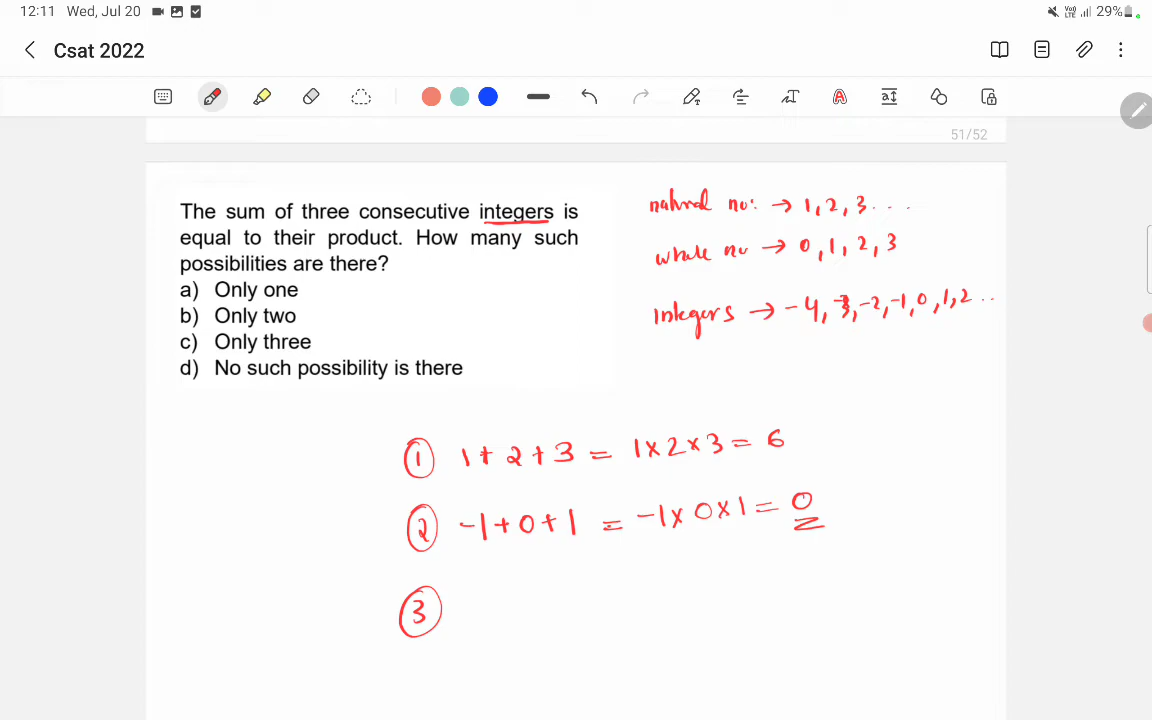 12:11 Wed, Jul 20
Vo) LTE 29%
Csat 2022
51/52
The sum of three consecutive integers is
equal to their product. How many such
possibilities are there?
a) Only one
b) Only two
c) Only three
d) No such possibility is there
natural no: → 1, 2, 3 ....
whole no → 0, 1, 2, 3
Integers → -4, -3, -2, -1, 0, 1, 2 ..
① 1 + 2 + 3 = 1 × 2 × 3 = 6
② -1 + 0 + 1 = -1 × 0 × 1 = 0
③